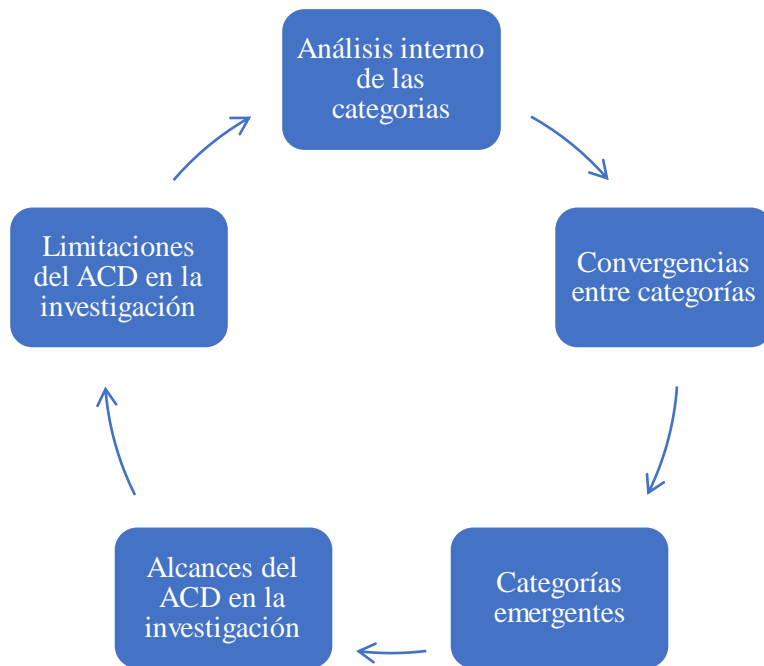 Análisis interno
de las
categorias
Convergencias
entre categorías
Categorías
emergentes
Alcances del
ACD en la
investigación
Limitaciones
del ACD en la
investigación